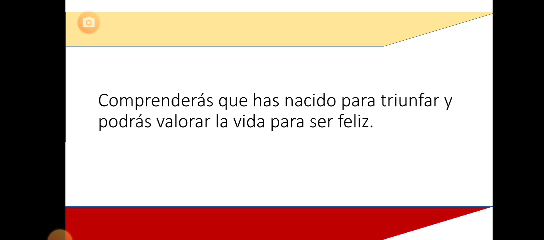 Comprenderás que has nacido para triunfar y
podrás valorar la vida para ser feliz.